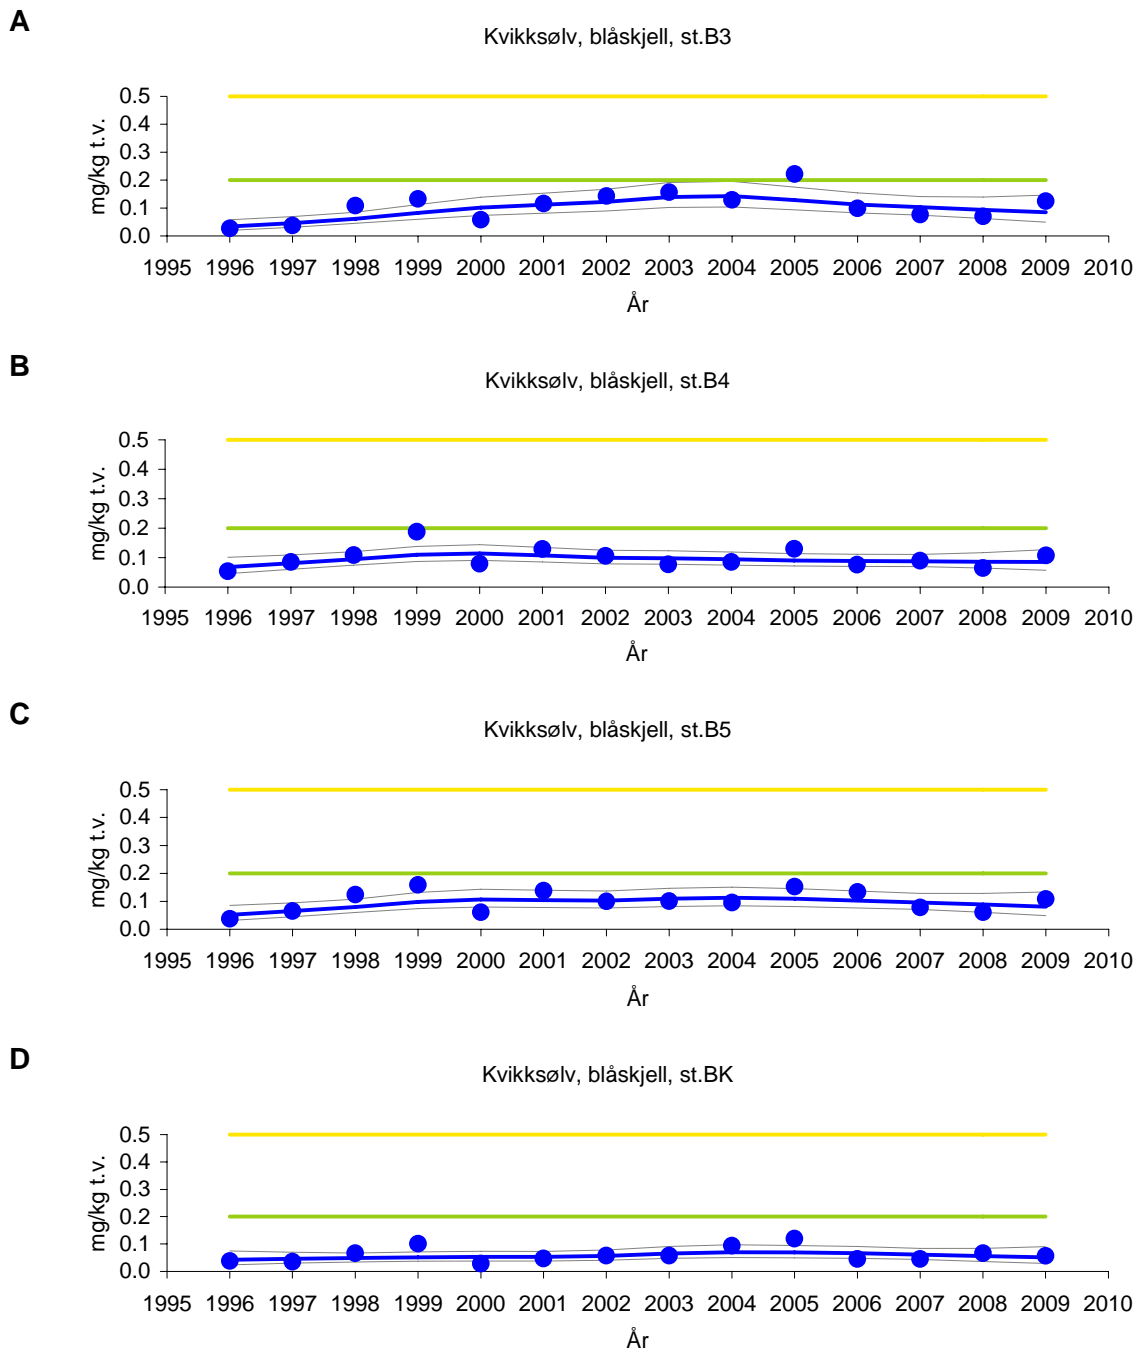 A
Kvikksølv, blåskjell, st.B3
mg/kg t.v.
0.5
0.4
0.3
0.2
0.1
0.0
1995 1996 1997 1998 1999 2000 2001 2002 2003 2004 2005 2006 2007 2008 2009 2010
År
B
Kvikksølv, blåskjell, st.B4
mg/kg t.v.
0.5
0.4
0.3
0.2
0.1
0.0
1995 1996 1997 1998 1999 2000 2001 2002 2003 2004 2005 2006 2007 2008 2009 2010
År
C
Kvikksølv, blåskjell, st.B5
mg/kg t.v.
0.5
0.4
0.3
0.2
0.1
0.0
1995 1996 1997 1998 1999 2000 2001 2002 2003 2004 2005 2006 2007 2008 2009 2010
År
D
Kvikksølv, blåskjell, st.BK
mg/kg t.v.
0.5
0.4
0.3
0.2
0.1
0.0
1995 1996 1997 1998 1999 2000 2001 2002 2003 2004 2005 2006 2007 2008 2009 2010
År